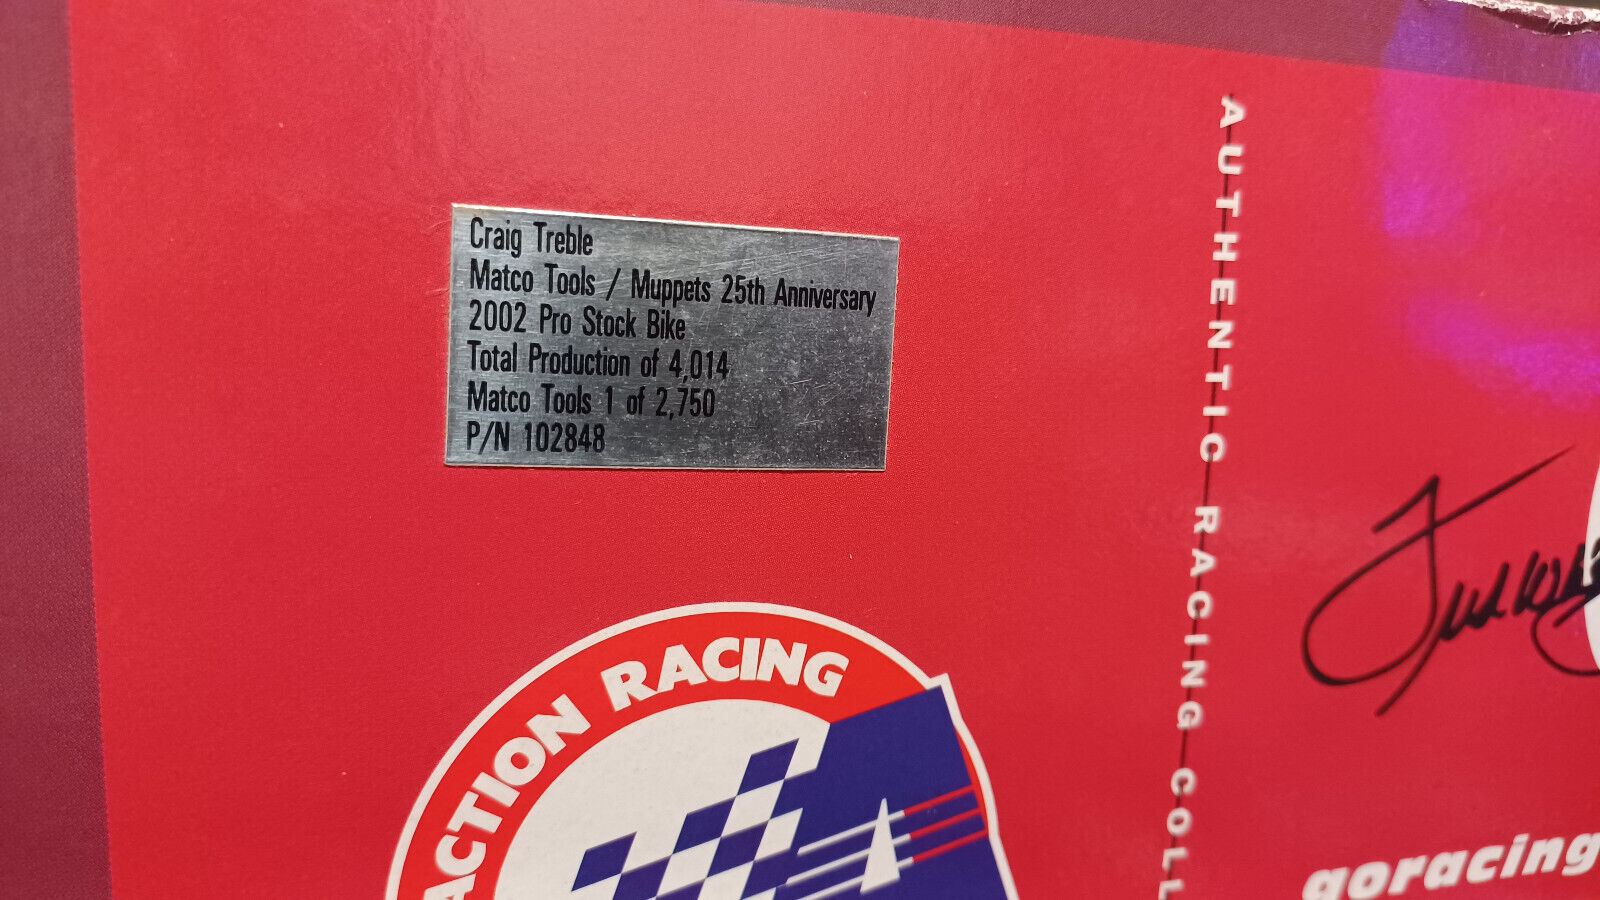 Craig Treble
Matco Tools / Muppets 25th Anniversary
2002 Pro Stock Bike
Total Production of 4,014
Matco Tools 1 of 2,750
P/N 102848
ACTION RACING
AUTHENTIC RACING COLL
goracing